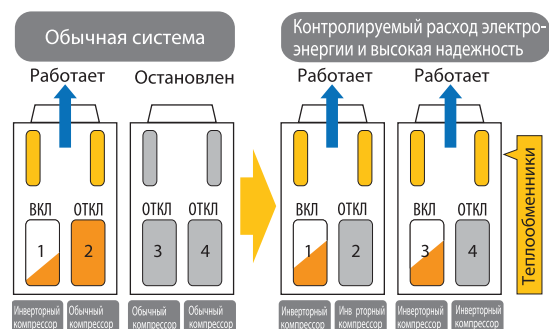 Обычная система
Контролируемый расход электро-
энергии и высокая надежность
Работает
Остановлен
Работает
Работает
ВКЛ
ОТКЛ
ОТКЛ
ОТКЛ
ВКЛ
ОТКЛ
ВКЛ
ОТКЛ
1
2
3
4
1
2
3
4
Теплообменники
Инверторный
компрессор
Обычный
компрессор
Обычный
компрессор
Обычный
компрессор
Инверторный
компрессор
Инв рторный
компрессор
Инверторный
компрессор
Инверторный
компрессор